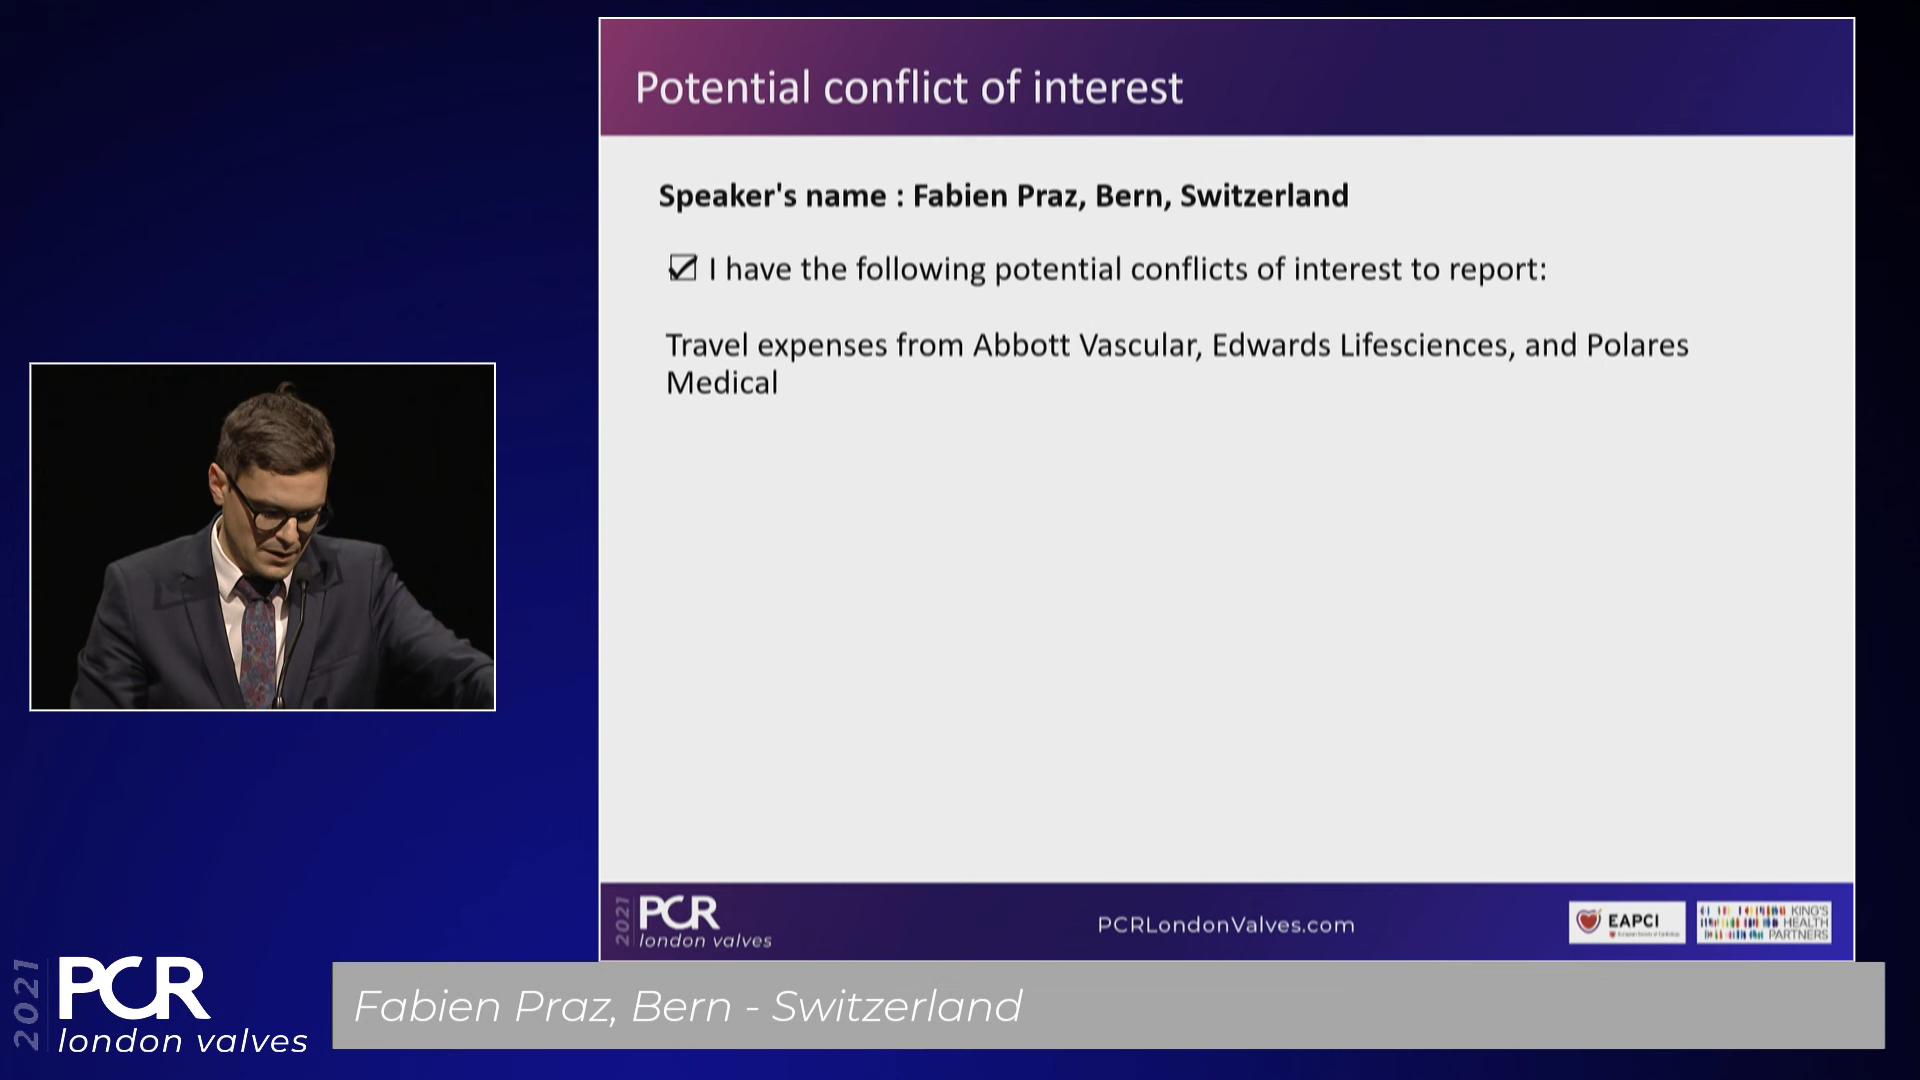 Potential conflict of interest
Speaker's name : Fabien Praz, Bern, Switzerland
I have the following potential conflicts of interest to report:
Travel expenses from Abbott Vascular, Edwards Lifesciences, and Polares
Medical
2021
PCR
london valves
PCRLondonValves.com
EAPCI
KING'S
HEALTH
PARTNERS
2021
PCR
london valves
Fabien Praz, Bern - Switzerland